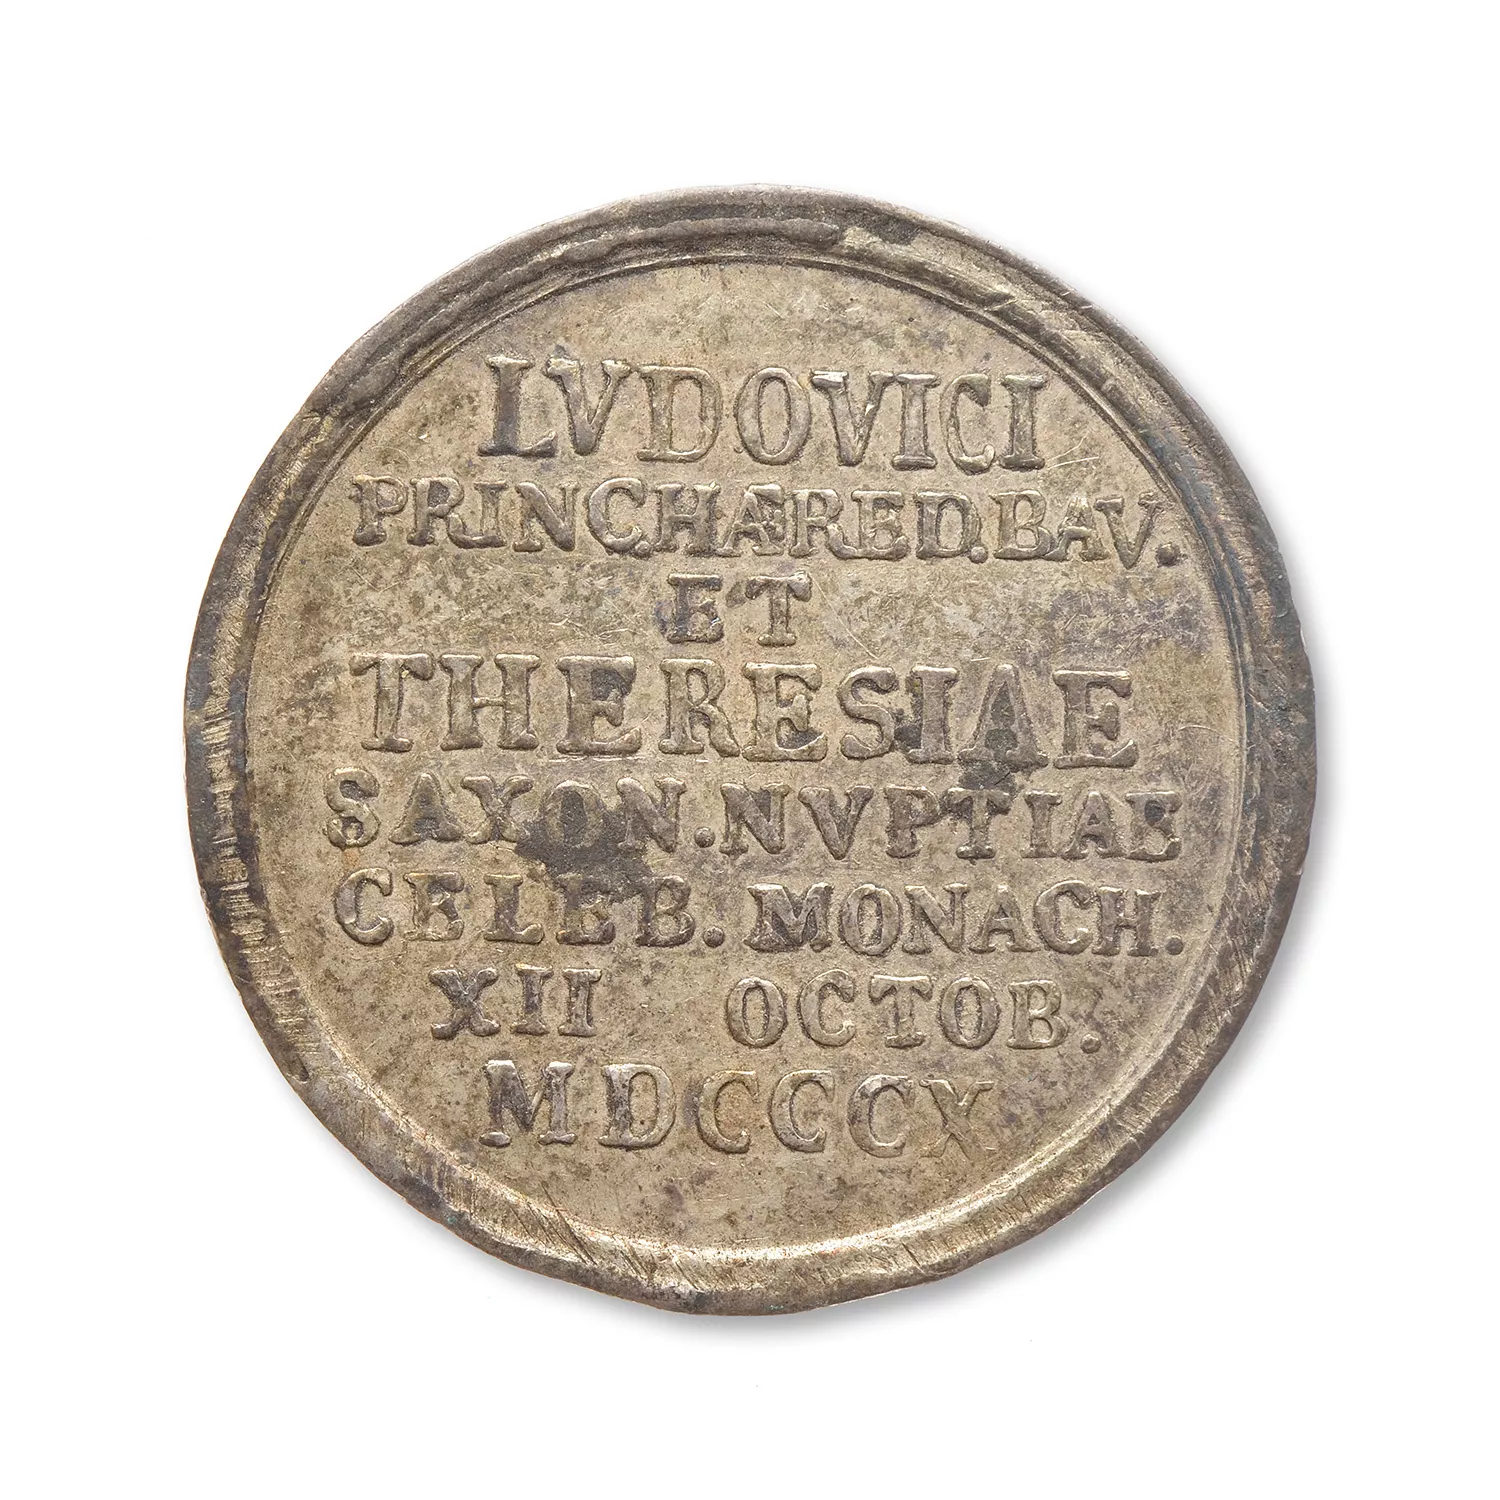 LVDOVICI
PRINC.HÆRED.BAV.
ET
THERESIAE
SAXON.NVPTIAE
CELEB. MONACH.
XII OCTOB.
MDCCCX